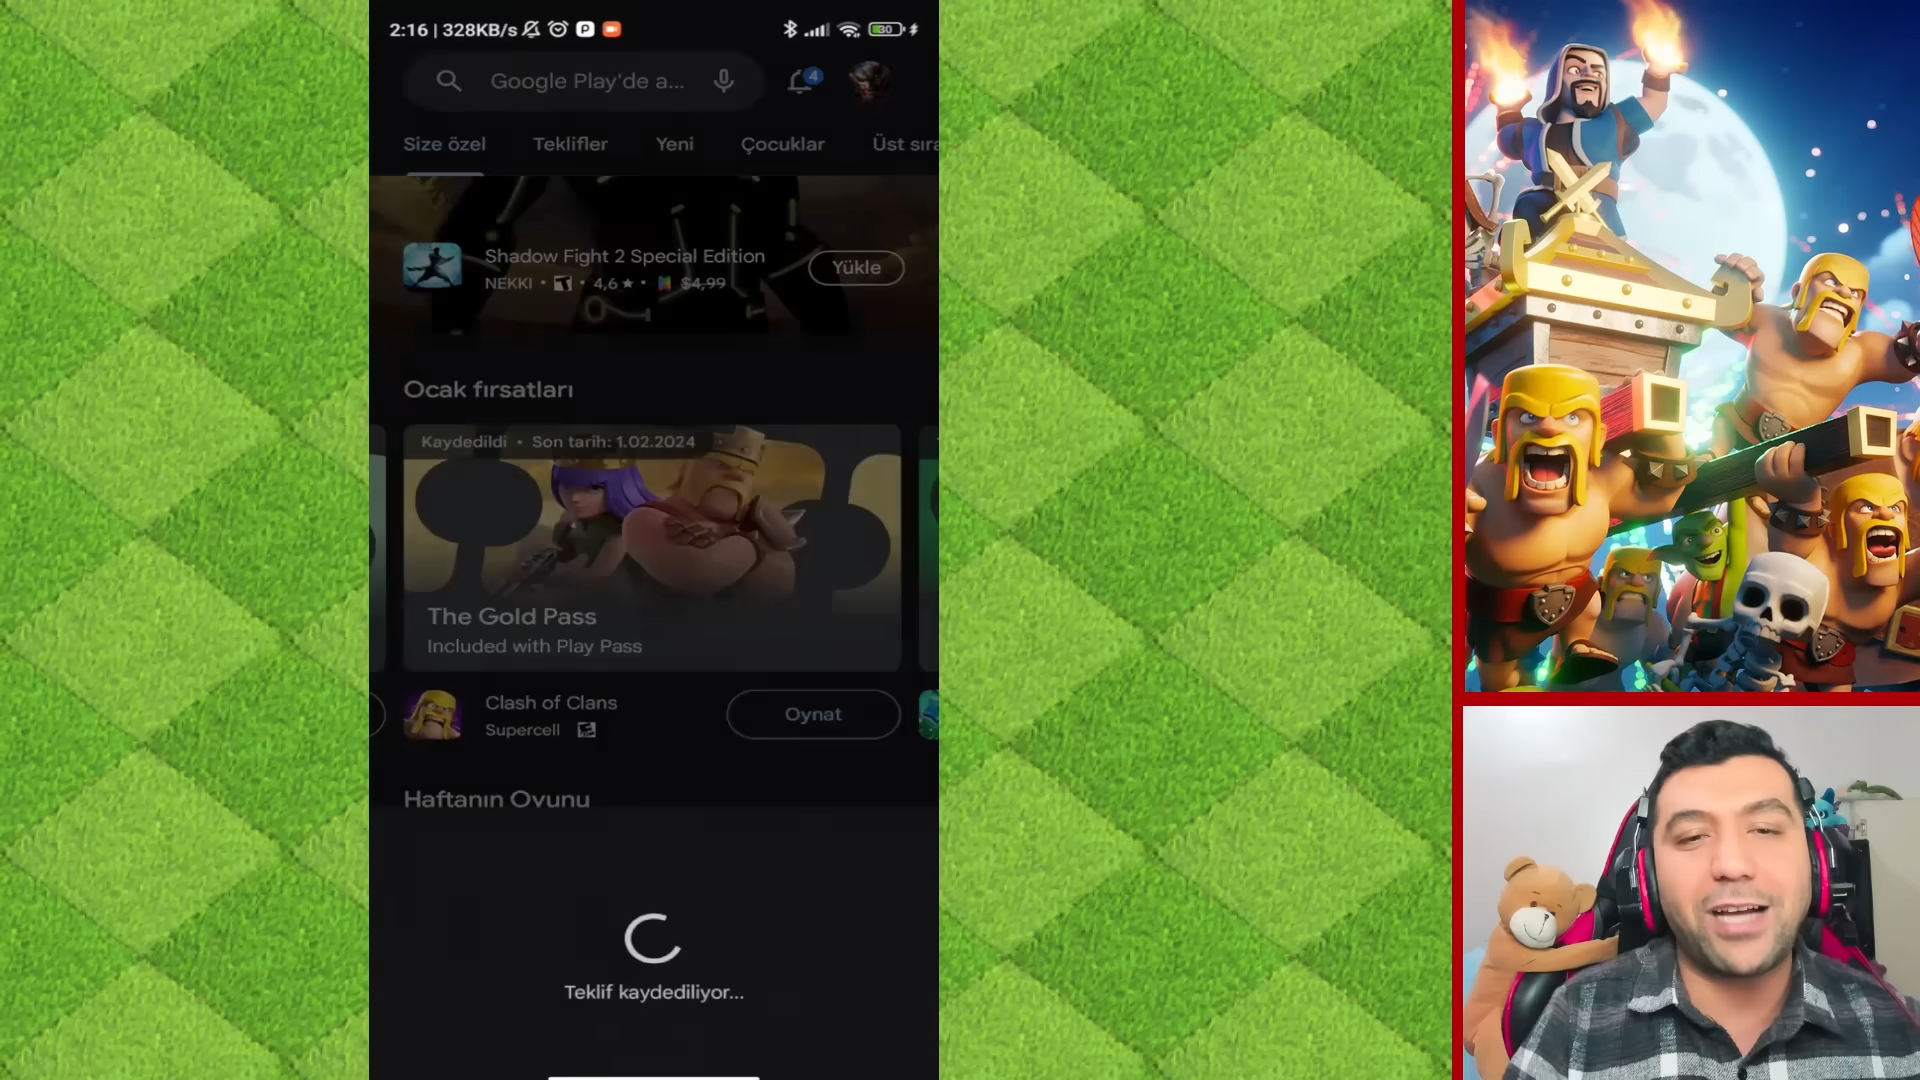 2:16 | 328KB/s
30
Google Play'de a...
4
Size özel
Teklifler
Yeni
Çocuklar
Üst sıra
Shadow Fight 2 Special Edition
NEKKI • T • 4,6 ★ • $4,99
Yükle
Ocak fırsatları
Kaydedildi • Son tarih: 1.02.2024
The Gold Pass
Included with Play Pass
Clash of Clans
Supercell
Oynat
Haftanın Ovunu
Teklif kaydediliyor...